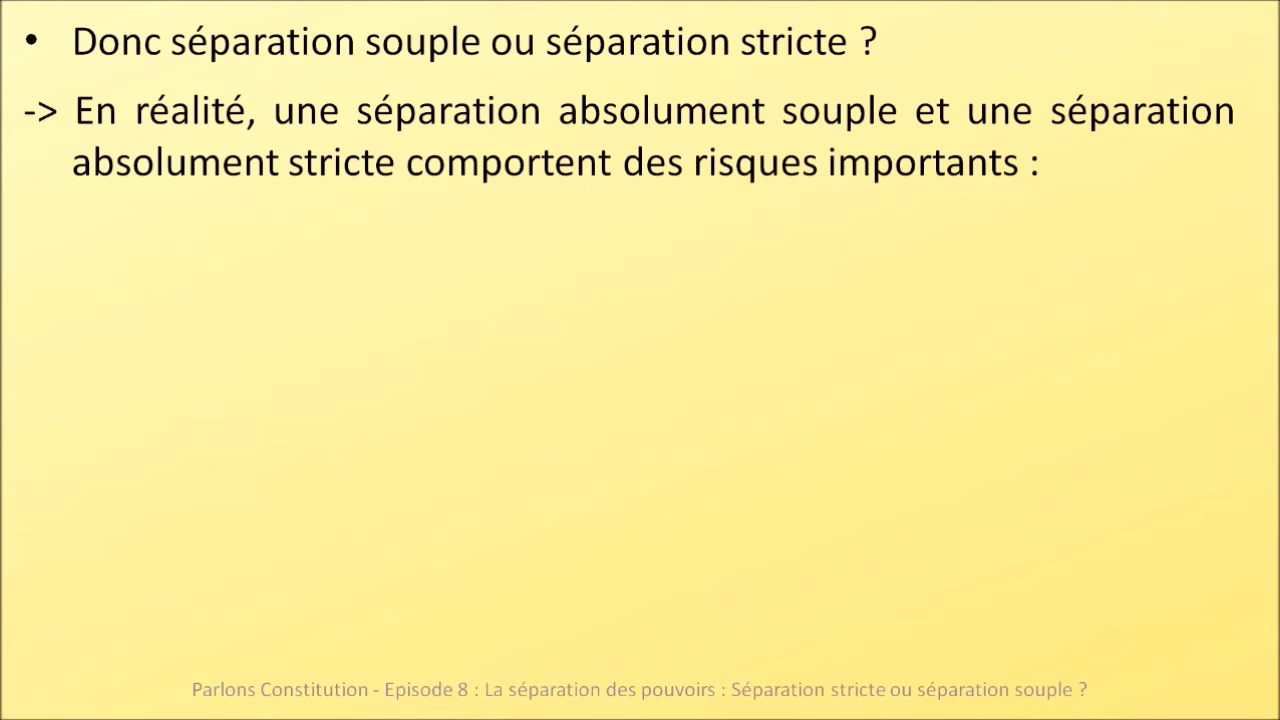 • Donc séparation souple ou séparation stricte ?
-> En réalité, une séparation absolument souple et une séparation
absolument stricte comportent des risques importants :
Parlons Constitution - Episode 8 : La séparation des pouvoirs : Séparation stricte ou séparation souple ?